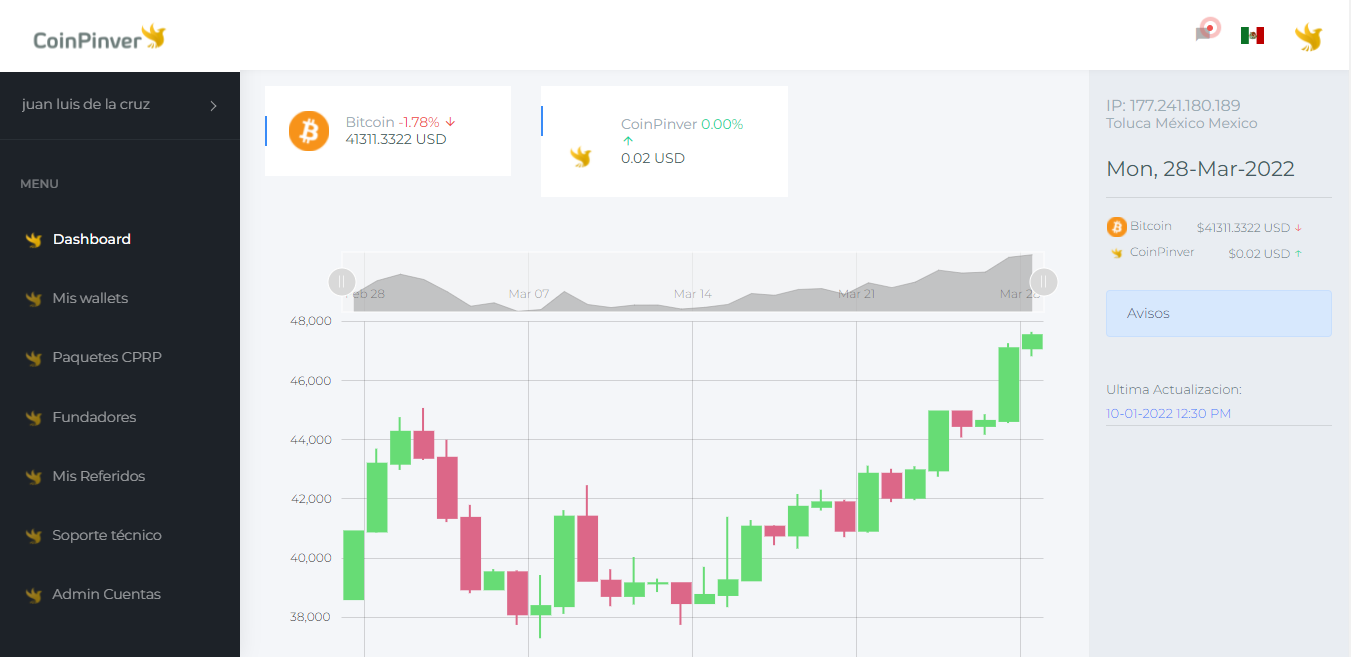 CoinPinver
juan luis de la cruz
MENU
Dashboard
Mis wallets
Paquetes CPRP
Fundadores
Mis Referidos
Soporte técnico
Admin Cuentas
Bitcoin -1.78% ↓
41311.3322 USD
CoinPinver 0.00%
↑
0.02 USD
Feb 28 Mar 07 Mar 14 Mar 21 Mar 28
48,000
46,000
44,000
42,000
40,000
38,000
IP: 177.241.180.189
Toluca México Mexico
Mon, 28-Mar-2022
Bitcoin $41311.3322 USD ↓
CoinPinver $0.02 USD ↑
Avisos
Ultima Actualizacion:
10-01-2022 12:30 PM